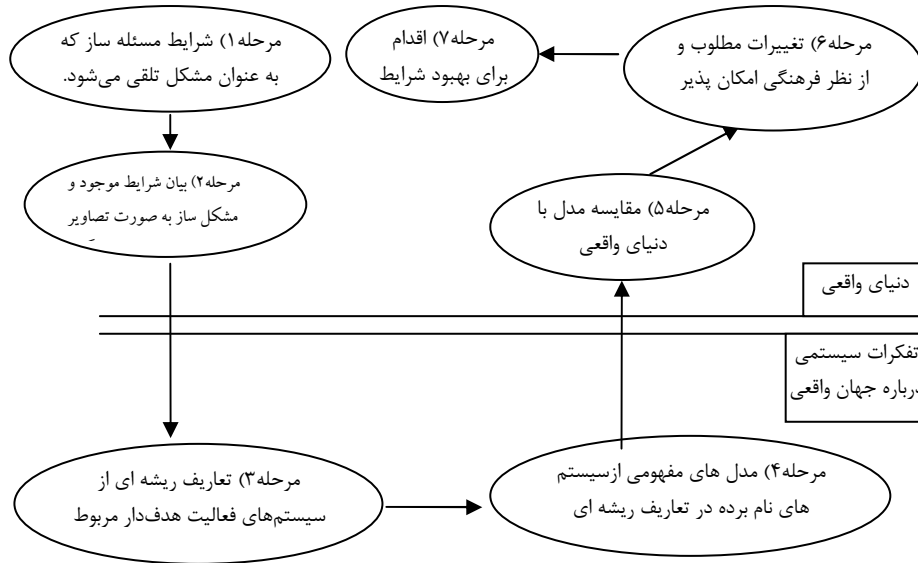 مرحله۱) شرایط مسئله ساز که
به عنوان مشکل تلقی می‌شود.
مرحله۲) بیان شرایط موجود و
مشکل ساز به صورت تصاویر
مرحله۳) تعاریف ریشه ای از
سیستم‌های فعالیت هدف‌دار مربوط
مرحله۴) مدل های مفهومی ازسیستم
های نام برده در تعاریف ریشه ای
مرحله۵) مقایسه مدل با
دنیای واقعی
مرحله۶) تغییرات مطلوب و
از نظر فرهنگی امکان پذیر
مرحله۷) اقدام
برای بهبود شرایط
دنیای واقعی
تفکرات سیستمی
درباره جهان واقعی